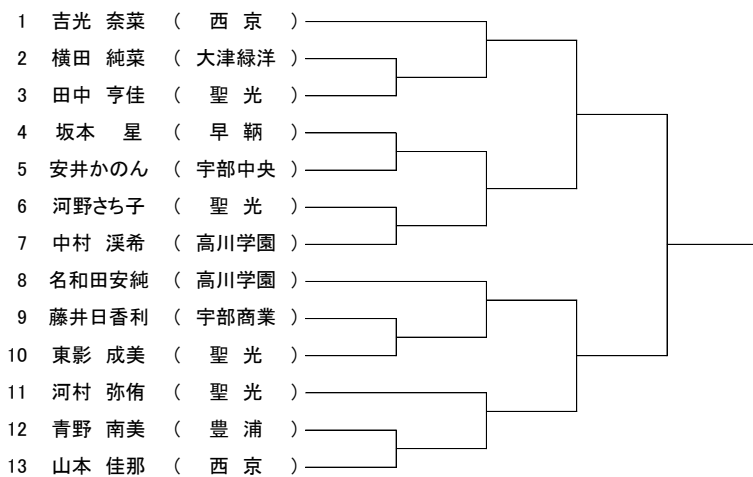 1 吉光 奈菜 ( 西 京 )
2 横田 純菜 ( 大津緑洋 )
3 田中 亨佳 ( 聖 光 )
4 坂本 星 ( 早 鞆 )
5 安井かのん ( 宇部中央 )
6 河野さち子 ( 聖 光 )
7 中村 渓希 ( 高川学園 )
8 名和田安純 ( 高川学園 )
9 藤井日香利 ( 宇部商業 )
10 東影 成美 ( 聖 光 )
11 河村 弥侑 ( 聖 光 )
12 青野 南美 ( 豊 浦 )
13 山本 佳那 ( 西 京 )